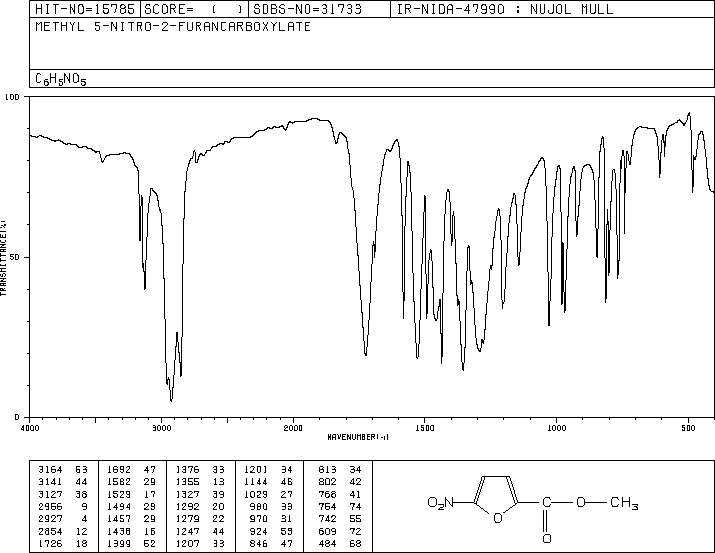 HIT-NO=15785 SCORE= ( ) SDBS-NO=31733 IR-NIDA-47990 : NUJOL MULL
METHYL 5-NITRO-2-FURANCARBOXYLATE
C6H5NO5
100
50
0
TRANSMITTANCE(%)
4000 3000 2000 1500 1000 500
WAVENUMBER(-1)
3164 63 1692 47 1376 33 1201 34 813 34
3141 44 1582 29 1355 13 1144 46 802 42
3127 38 1529 17 1327 39 1029 27 768 41
2956 9 1494 29 1292 20 980 33 764 74
2927 4 1457 29 1279 22 970 31 742 55
2854 12 1438 16 1247 44 924 59 609 72
1726 18 1399 52 1207 33 846 47 484 68
O2N O C O CH3
O